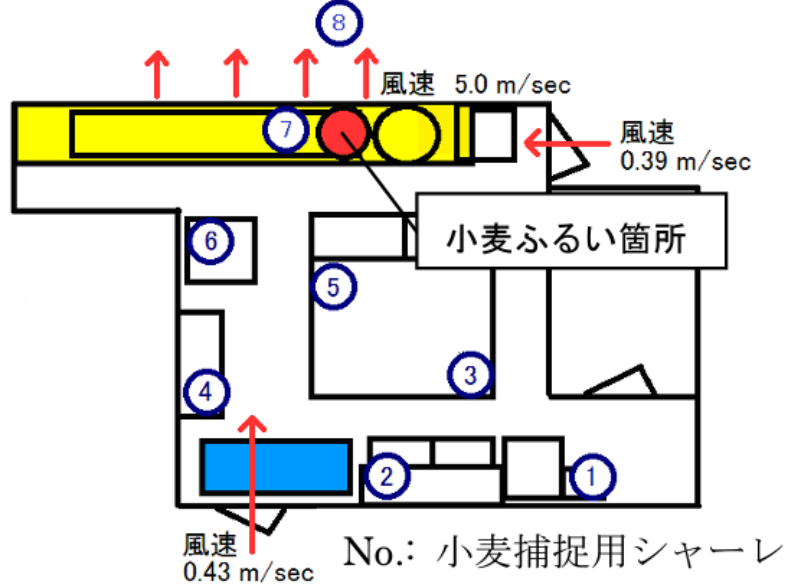 ⑧
風速 5.0 m/sec
⑦
風速
0.39 m/sec
小麦ふるい箇所
⑥
⑤
③
④
②
①
風速
0.43 m/sec
No.: 小麦捕捉用シャーレ